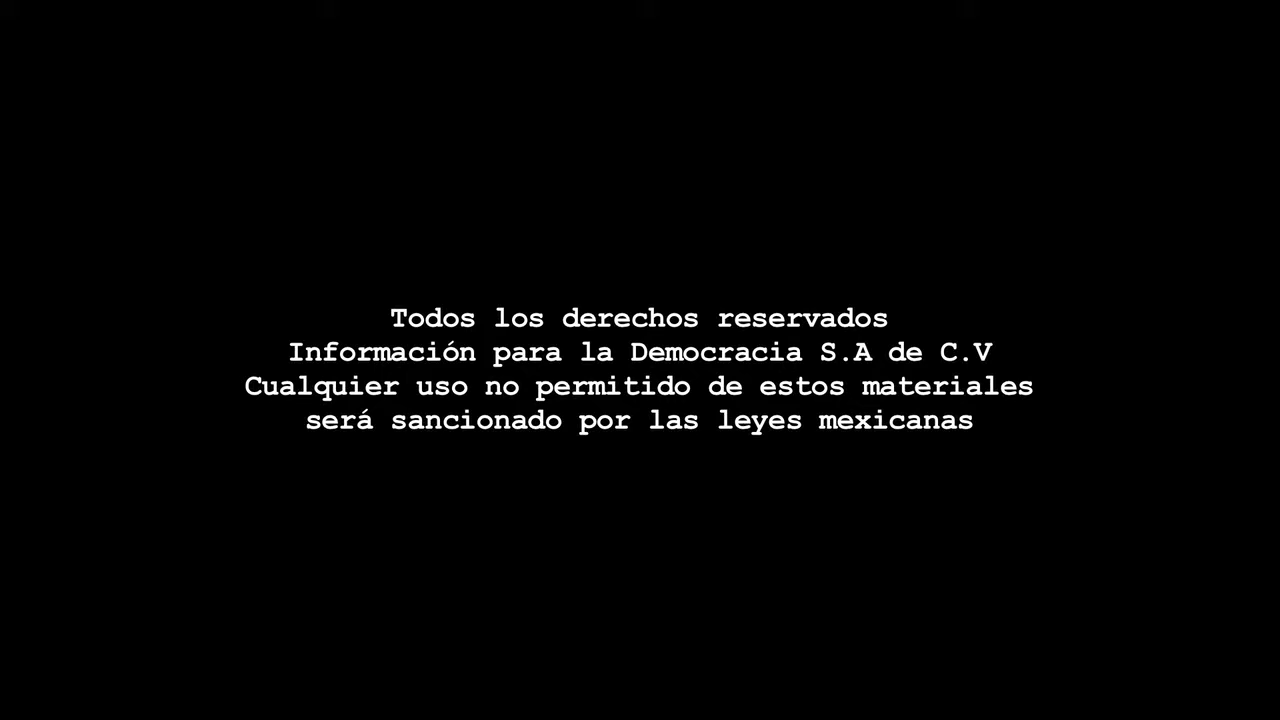 Todos los derechos reservados
Información para la Democracia S.A de C.V
Cualquier uso no permitido de estos materiales
será sancionado por las leyes mexicanas